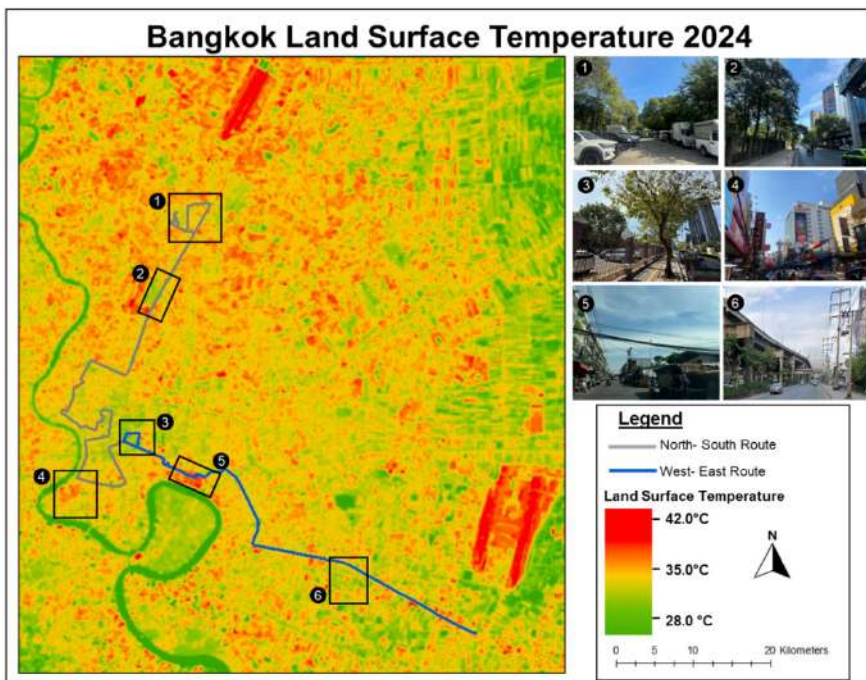 Bangkok Land Surface Temperature 2024
1
2
3
4
5
6
1
2
3
4
5
6
Legend
North- South Route
West- East Route
Land Surface Temperature
42.0°C
35.0°C
28.0 °C
N
0 5 10 20 Kilometers